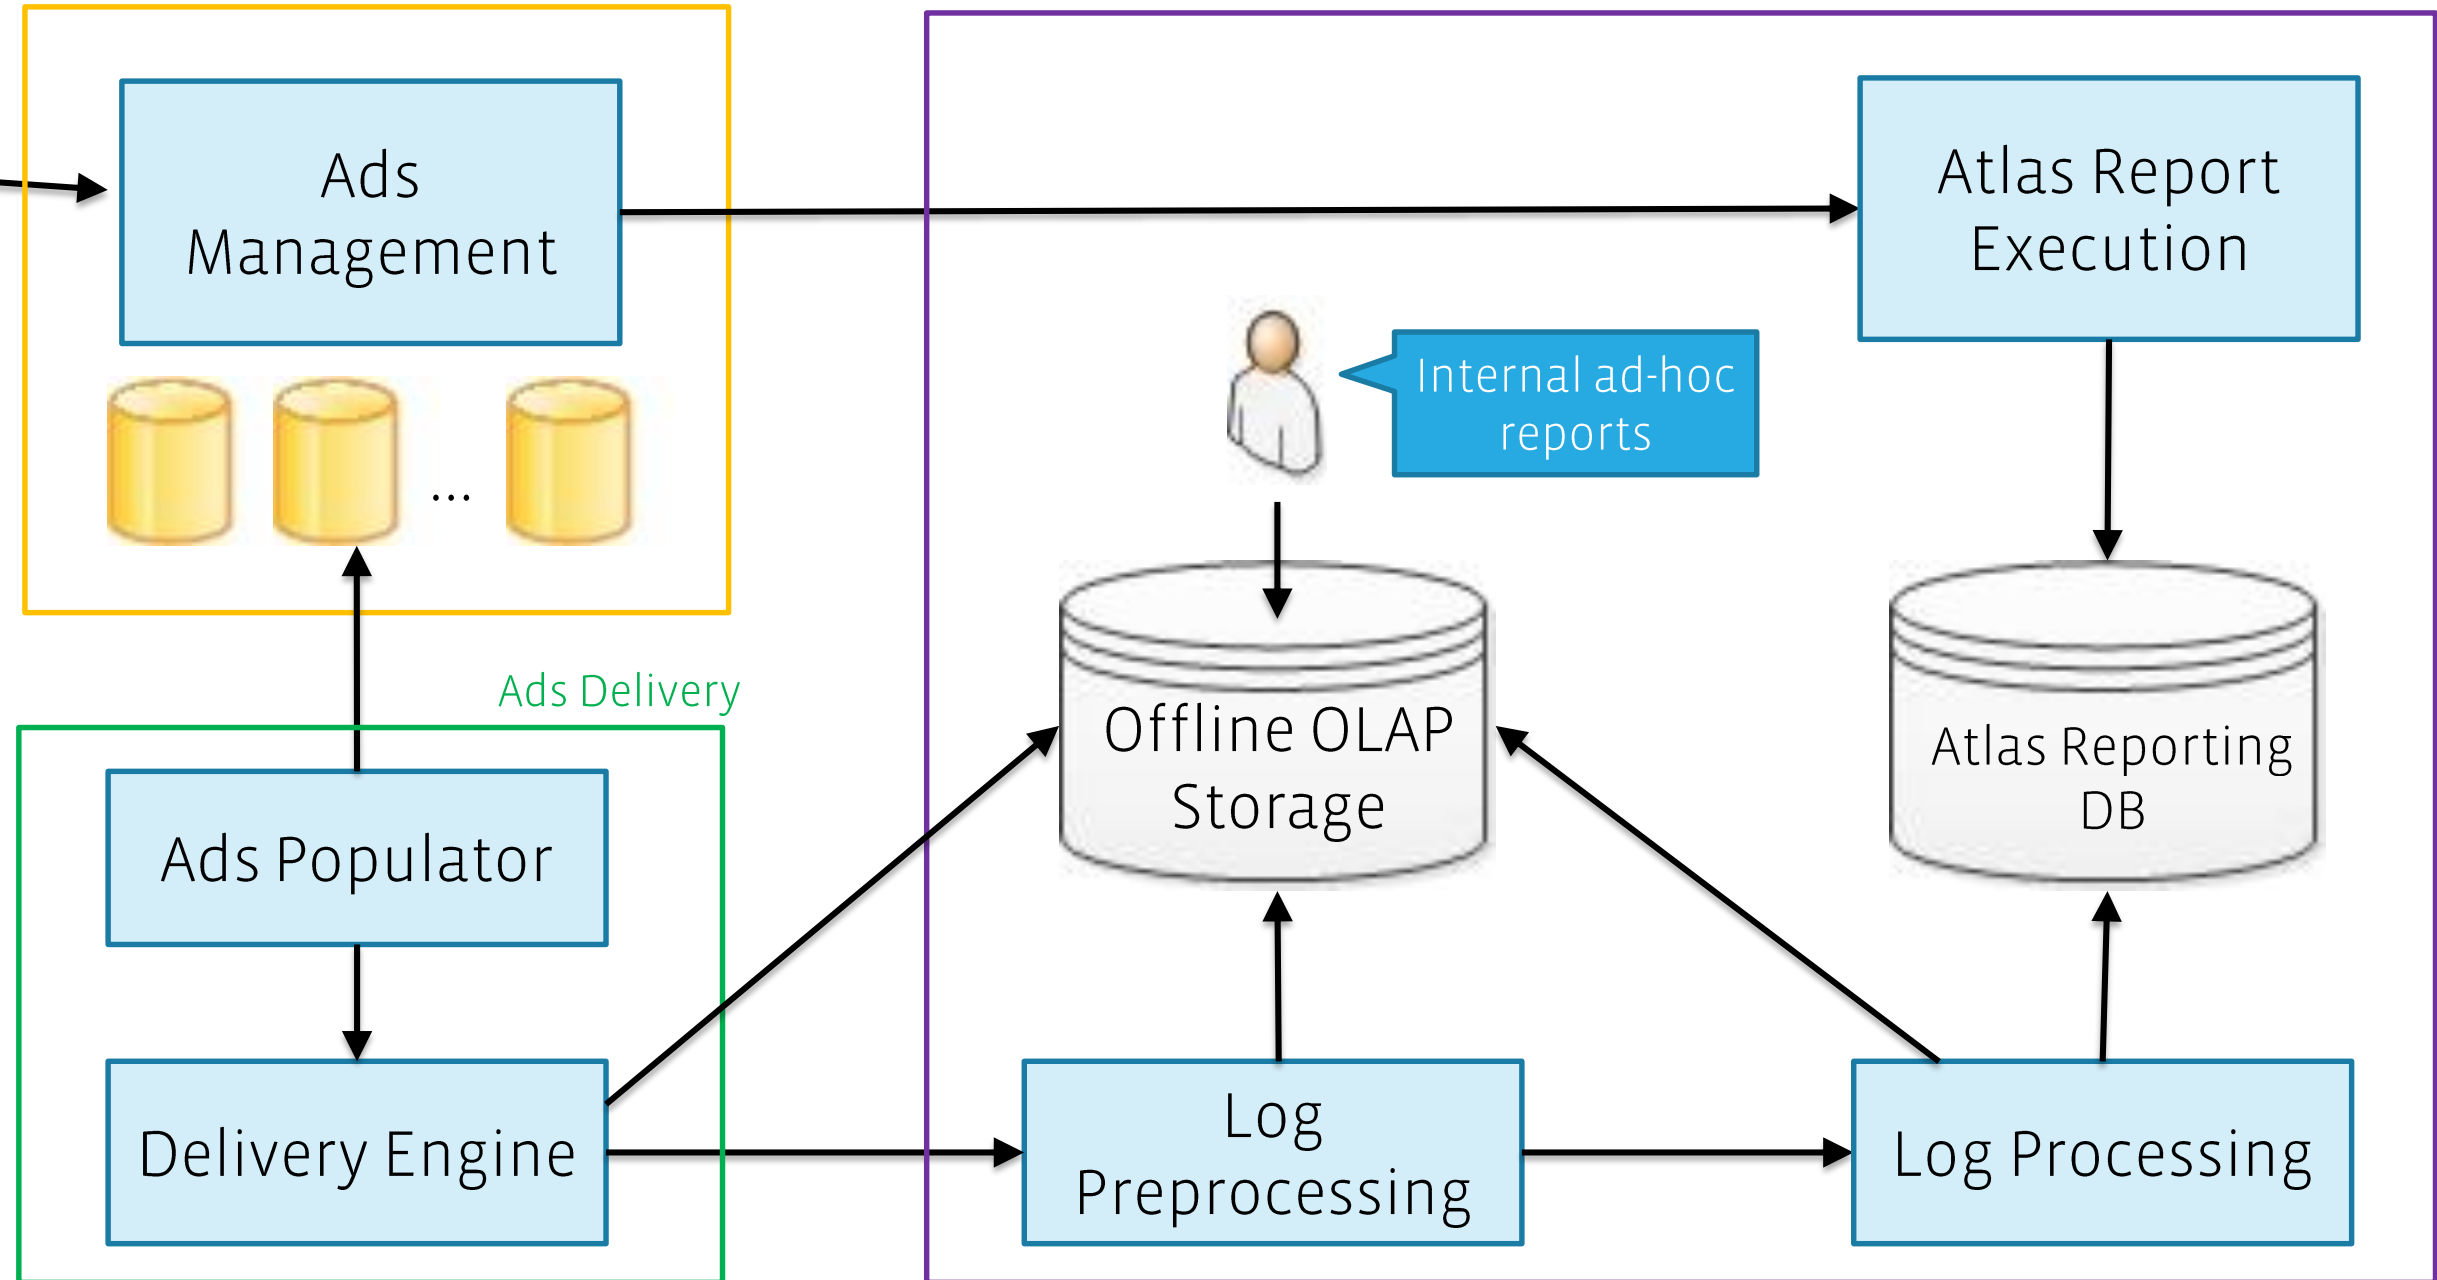 Ads
Management
Atlas Report
Execution
Internal ad-hoc
reports
...
Ads Delivery
Offline OLAP
Storage
Atlas Reporting
DB
Ads Populator
Delivery Engine
Log
Preprocessing
Log Processing